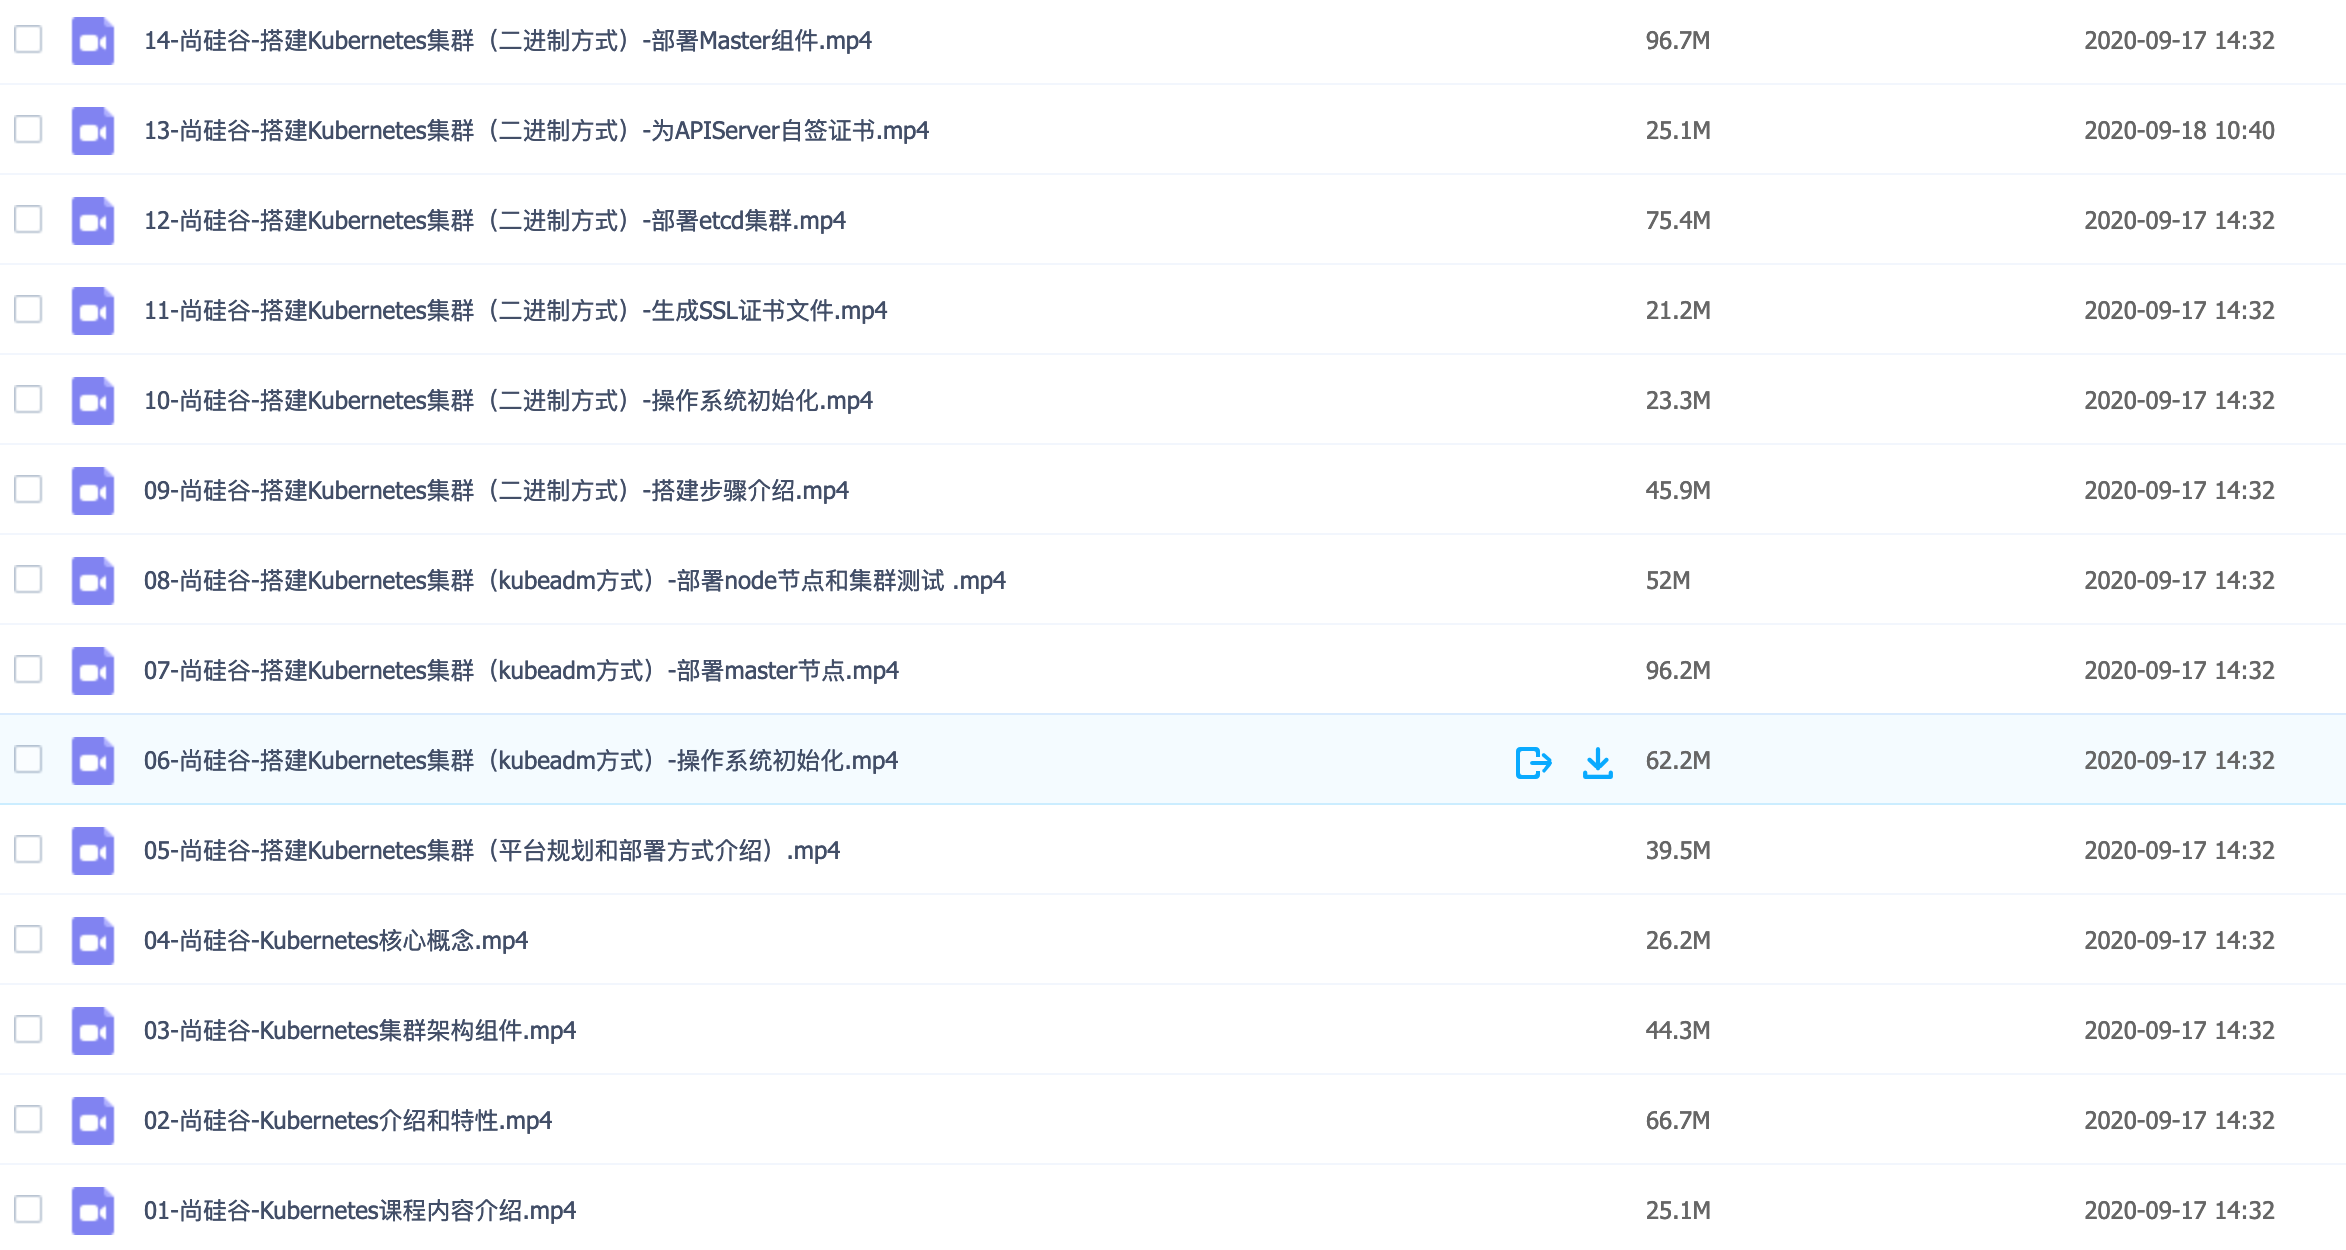 14-尚硅谷-搭建Kubernetes集群（二进制方式）-部署Master组件.mp4 96.7M 2020-09-17 14:32
13-尚硅谷-搭建Kubernetes集群（二进制方式）-为APIServer自签证书.mp4 25.1M 2020-09-18 10:40
12-尚硅谷-搭建Kubernetes集群（二进制方式）-部署etcd集群.mp4 75.4M 2020-09-17 14:32
11-尚硅谷-搭建Kubernetes集群（二进制方式）-生成SSL证书文件.mp4 21.2M 2020-09-17 14:32
10-尚硅谷-搭建Kubernetes集群（二进制方式）-操作系统初始化.mp4 23.3M 2020-09-17 14:32
09-尚硅谷-搭建Kubernetes集群（二进制方式）-搭建步骤介绍.mp4 45.9M 2020-09-17 14:32
08-尚硅谷-搭建Kubernetes集群（kubeadm方式）-部署node节点和集群测试 .mp4 52M 2020-09-17 14:32
07-尚硅谷-搭建Kubernetes集群（kubeadm方式）-部署master节点.mp4 96.2M 2020-09-17 14:32
06-尚硅谷-搭建Kubernetes集群（kubeadm方式）-操作系统初始化.mp4 62.2M 2020-09-17 14:32
05-尚硅谷-搭建Kubernetes集群（平台规划和部署方式介绍）.mp4 39.5M 2020-09-17 14:32
04-尚硅谷-Kubernetes核心概念.mp4 26.2M 2020-09-17 14:32
03-尚硅谷-Kubernetes集群架构组件.mp4 44.3M 2020-09-17 14:32
02-尚硅谷-Kubernetes介绍和特性.mp4 66.7M 2020-09-17 14:32
01-尚硅谷-Kubernetes课程内容介绍.mp4 25.1M 2020-09-17 14:32